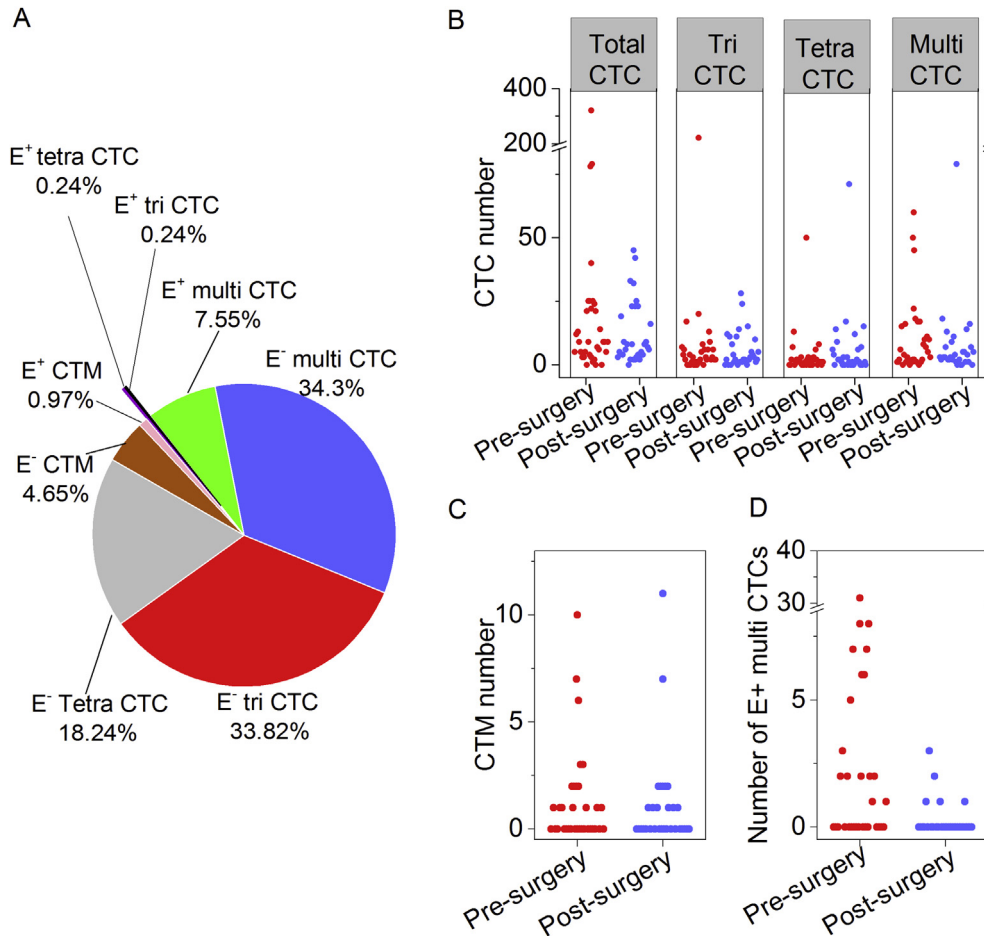 A
E+ tetra CTC
0.24%
E+ tri CTC
0.24%
E+ multi CTC
7.55%
E- multi CTC
34.3%
E+ CTM
0.97%
E- CTM
4.65%
E- Tetra CTC
18.24%
E- tri CTC
33.82%
B
Total
CTC
Tri
CTC
Tetra
CTC
Multi
CTC
CTC number
400
200
50
0
Pre-surgery
Post-surgery
Pre-surgery
Post-surgery
Pre-surgery
Post-surgery
Pre-surgery
Post-surgery
C
CTM number
10
5
0
Pre-surgery
Post-surgery
D
Number of E+ multi CTCs
40
30
5
0
Pre-surgery
Post-surgery